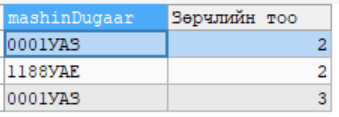 mashinDugaar Зөрчлийн тоо
0001УАЗ 2
1188УАЕ 2
0001УАЗ 3